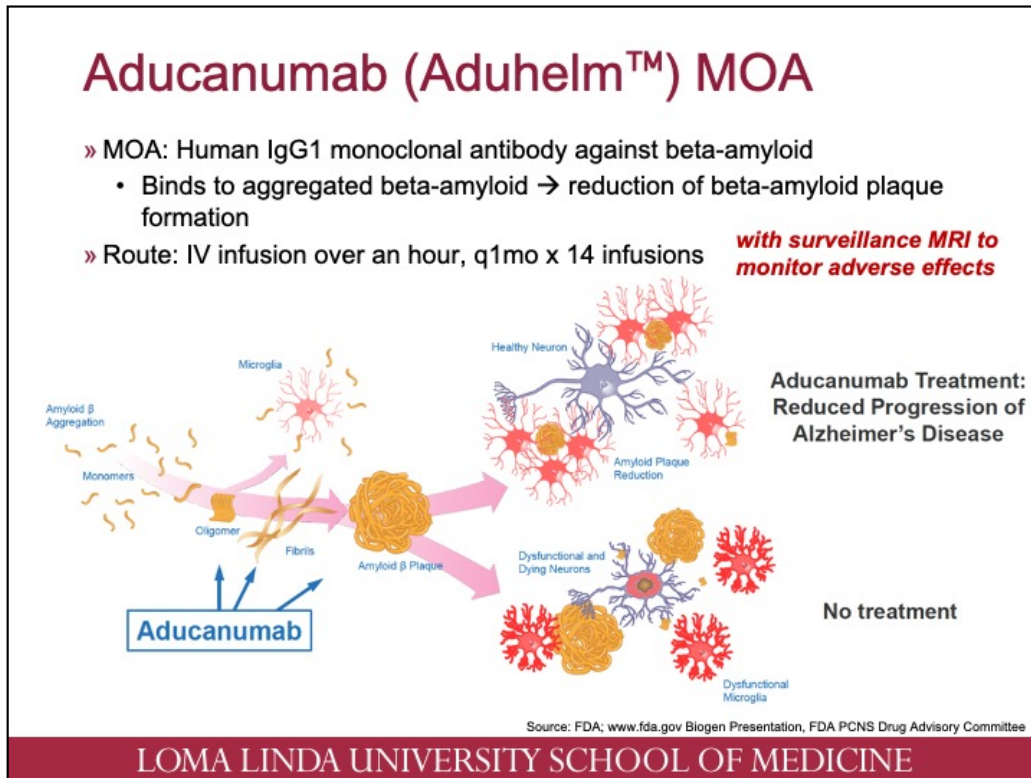 Aducanumab (Aduhelm™) MOA
» MOA: Human IgG1 monoclonal antibody against beta-amyloid
• Binds to aggregated beta-amyloid → reduction of beta-amyloid plaque
formation
» Route: IV infusion over an hour, q1mo x 14 infusions
with surveillance MRI to
monitor adverse effects
Amyloid β
Aggregation
Monomers
Microglia
Oligomer
Fibrils
Amyloid β Plaque
Aducanumab
Healthy Neuron
Amyloid Plaque
Reduction
Aducanumab Treatment:
Reduced Progression of
Alzheimer's Disease
Dysfunctional and
Dying Neurons
Dysfunctional
Microglia
No treatment
Source: FDA; www.fda.gov Biogen Presentation, FDA PCNS Drug Advisory Committee
LOMA LINDA UNIVERSITY SCHOOL OF MEDICINE